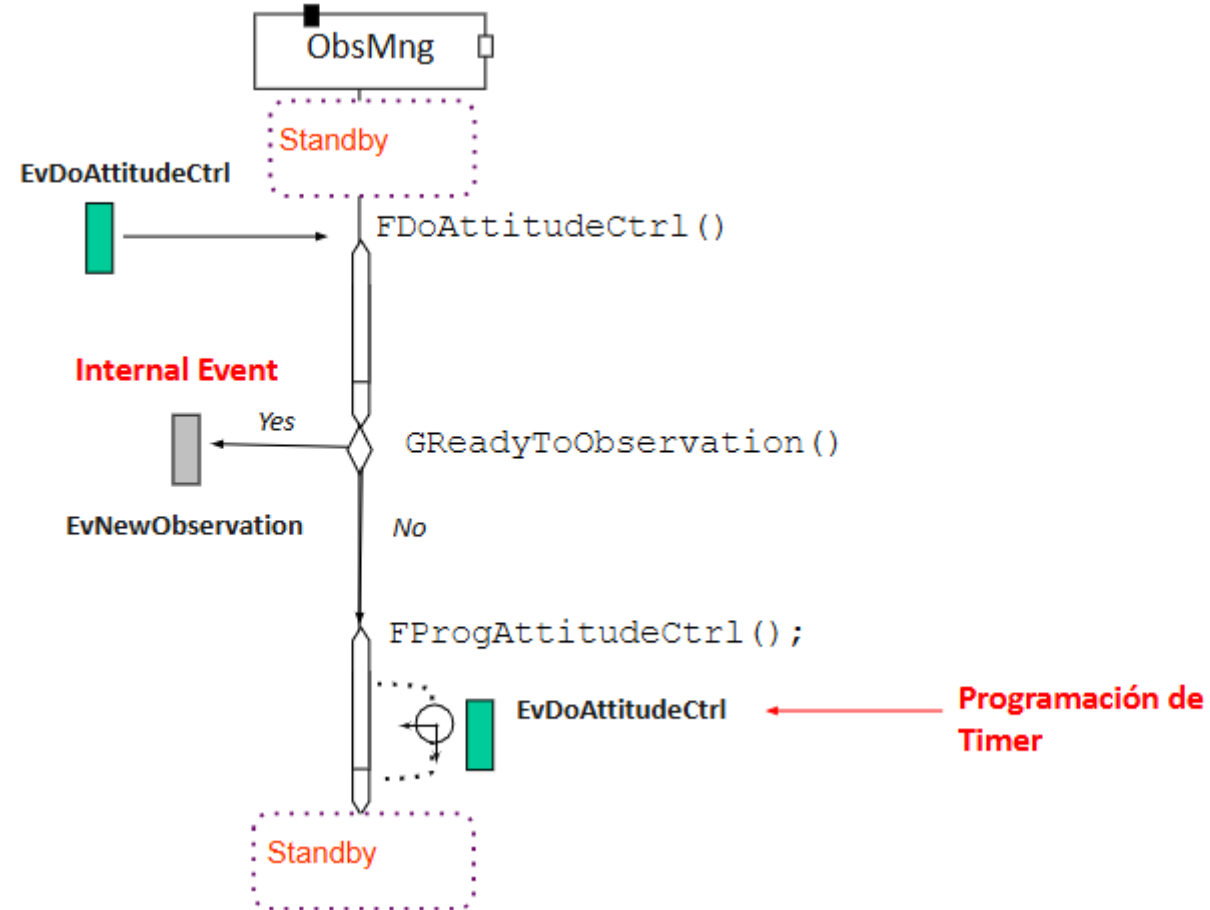 ObsMng
Standby
EvDoAttitudeCtrl
FDoAttitudeCtrl()
Internal Event
Yes
GReadyToObservation()
EvNewObservation
No
FProgAttitudeCtrl();
EvDoAttitudeCtrl
Programación de
Timer
Standby